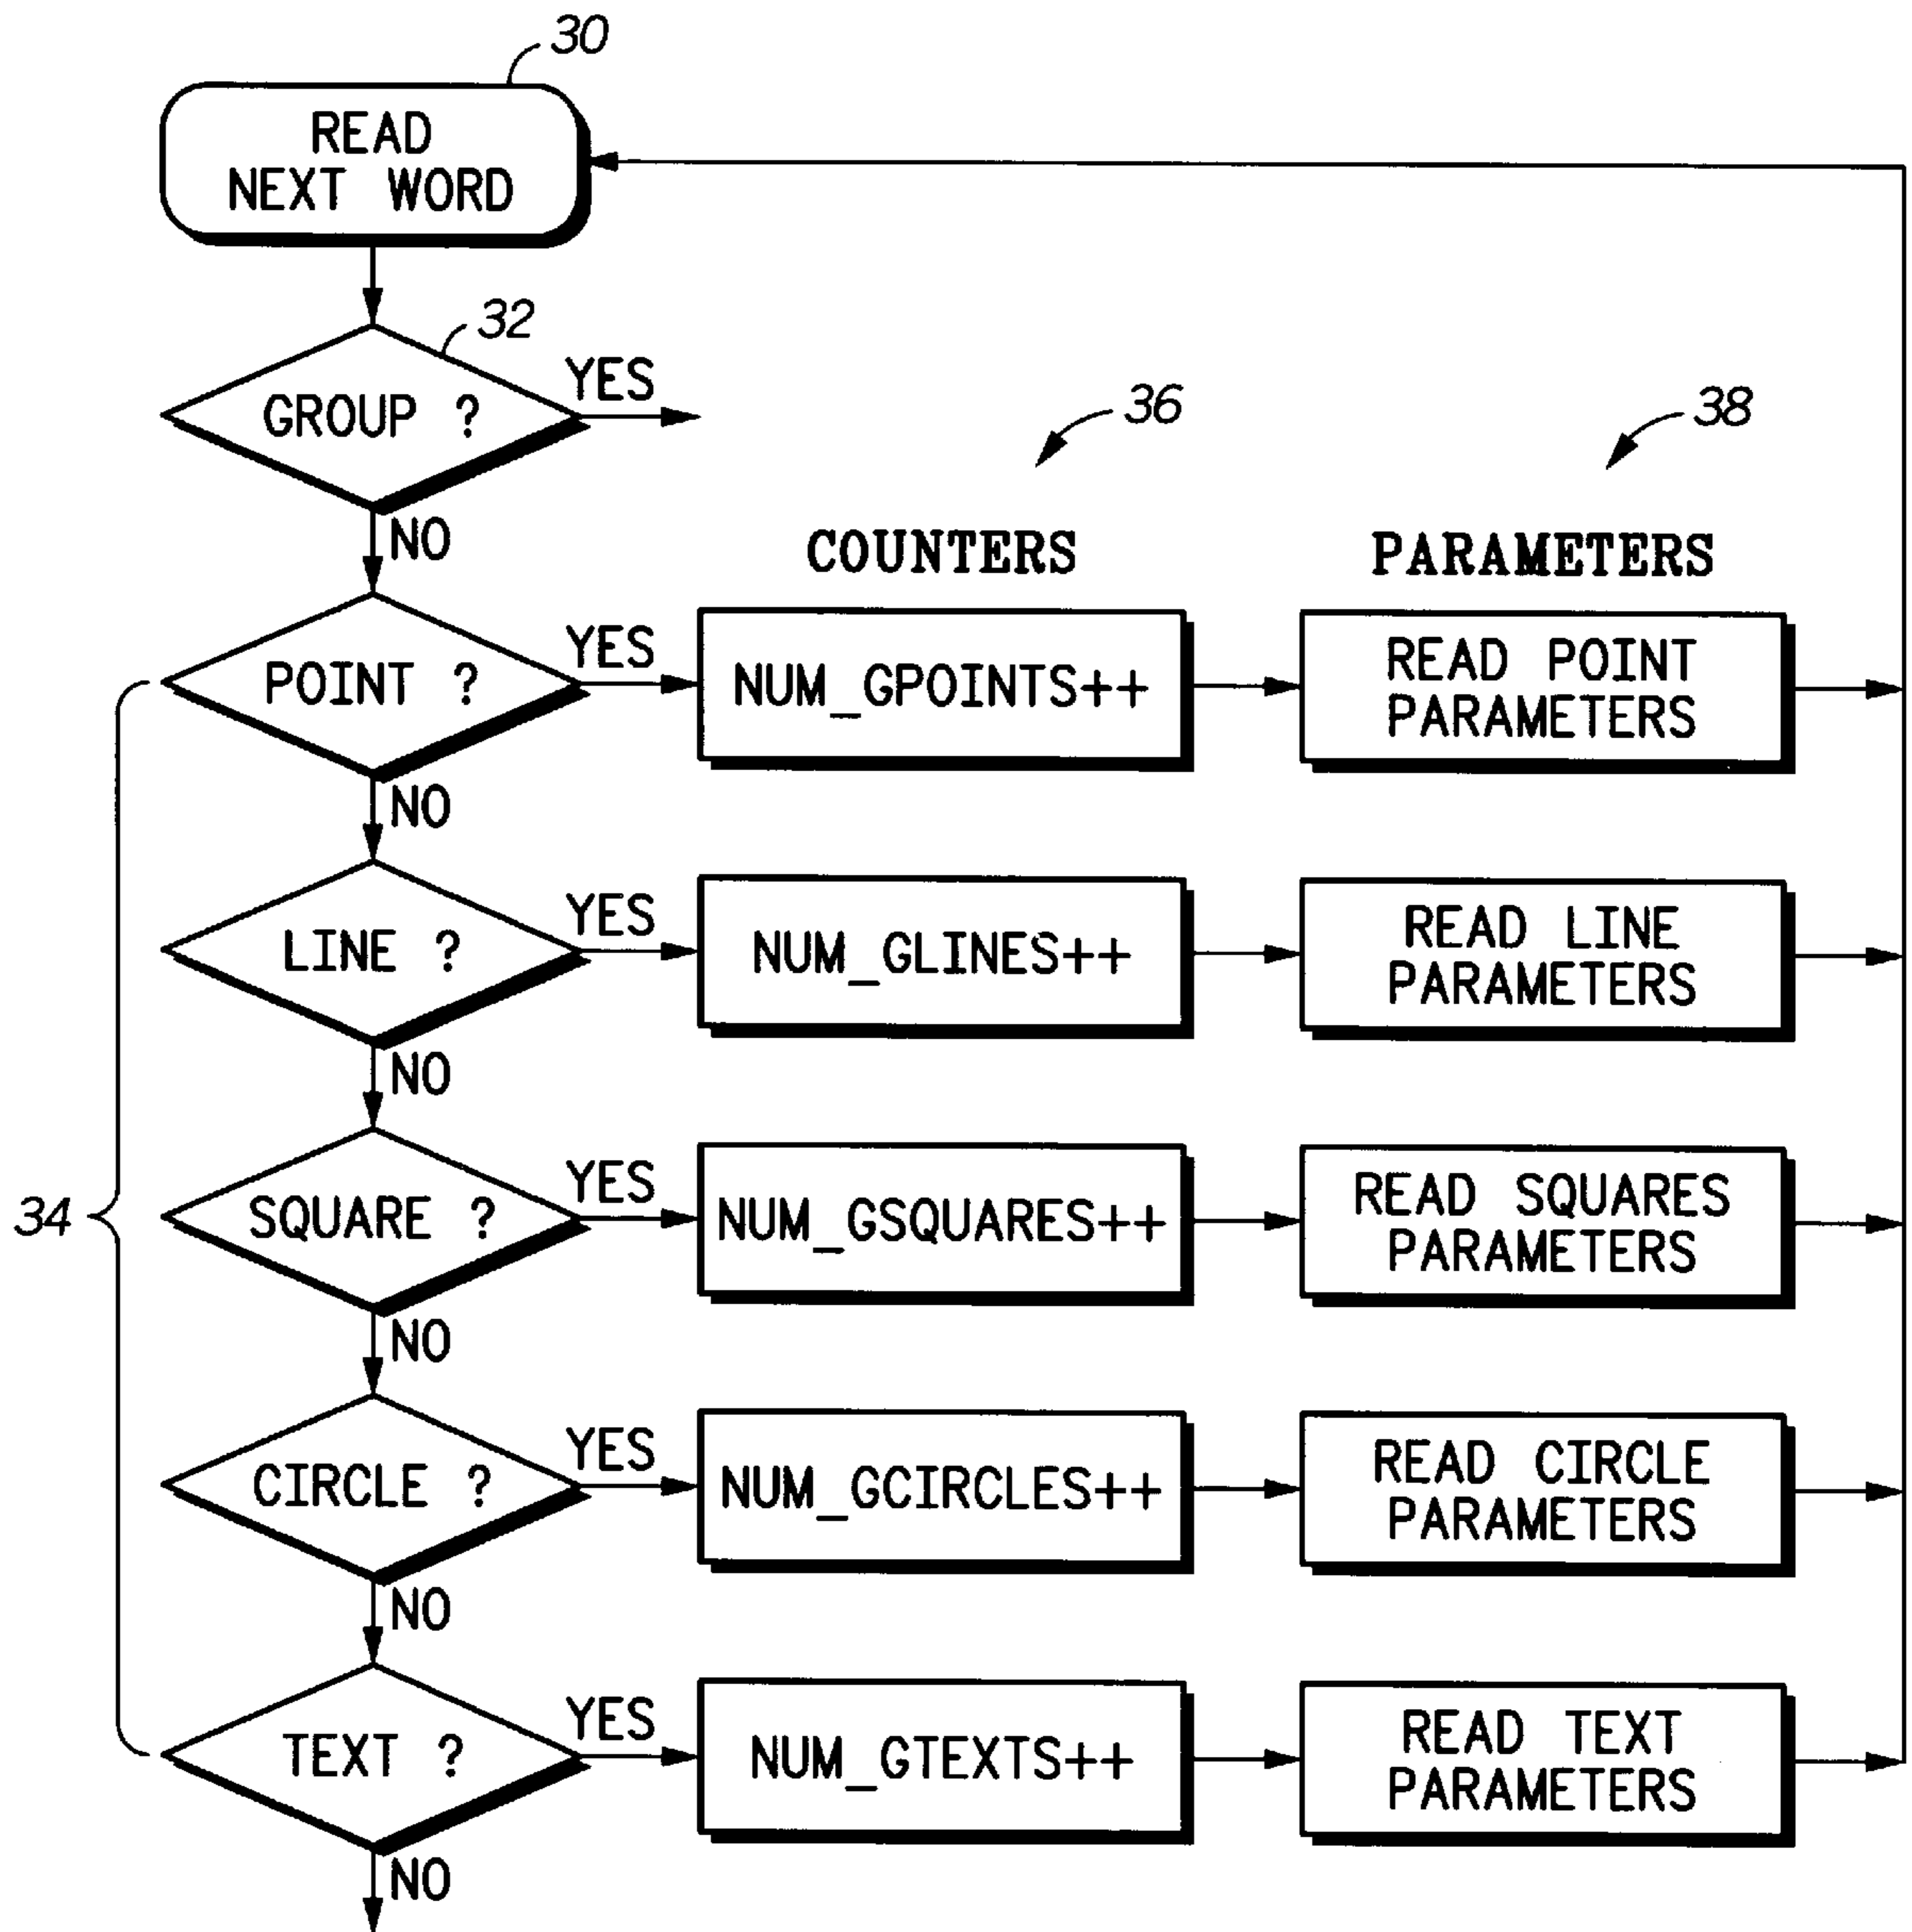 30
READ
NEXT WORD
32
GROUP ?
YES
36
38
NO
COUNTERS
PARAMETERS
POINT ?
YES
NUM_GPOINTS++
READ POINT
PARAMETERS
NO
LINE ?
YES
NUM_GLINES++
READ LINE
PARAMETERS
NO
34
SQUARE ?
YES
NUM_GSQUARES++
READ SQUARES
PARAMETERS
NO
CIRCLE ?
YES
NUM_GCIRCLES++
READ CIRCLE
PARAMETERS
NO
TEXT ?
YES
NUM_GTEXTS++
READ TEXT
PARAMETERS
NO